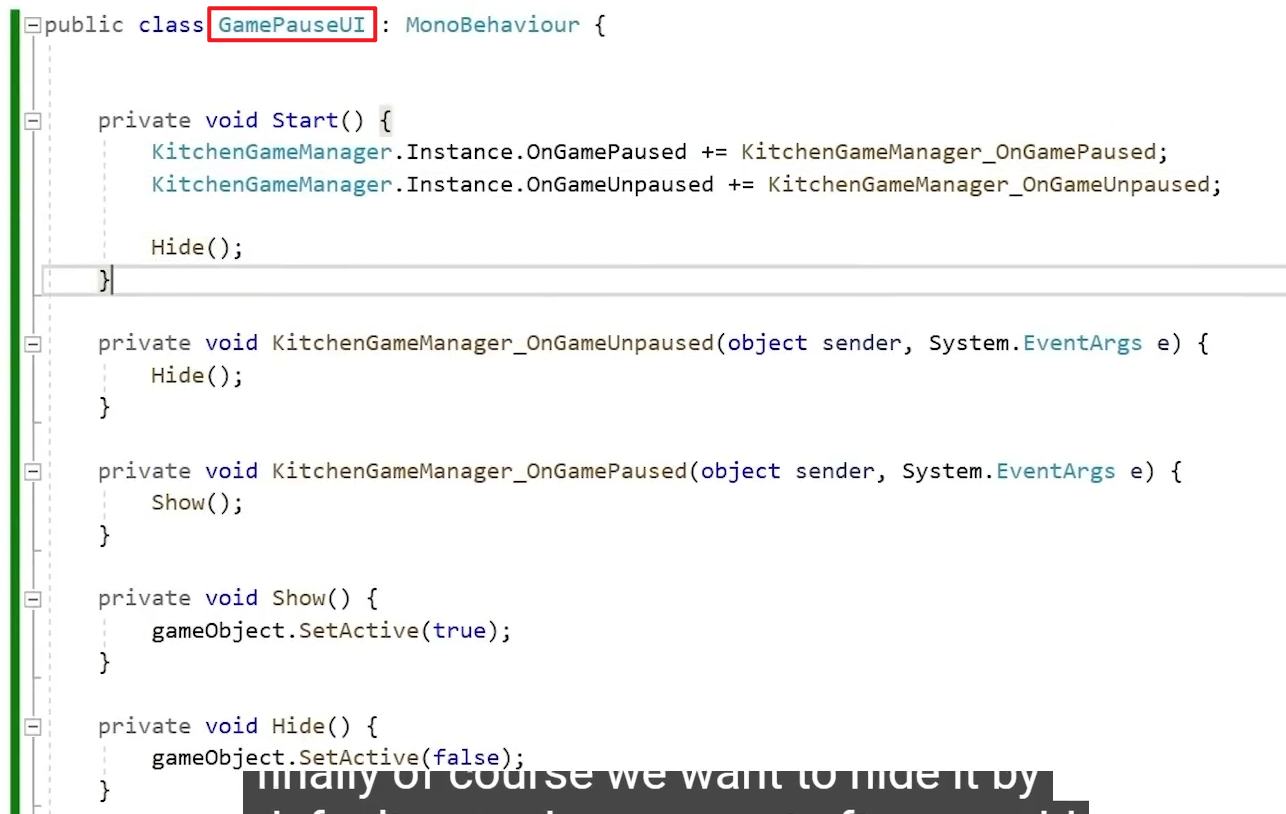 public class GamePauseUI : MonoBehaviour {
private void Start() {
KitchenGameManager.Instance.OnGamePaused += KitchenGameManager_OnGamePaused;
KitchenGameManager.Instance.OnGameUnpaused += KitchenGameManager_OnGameUnpaused;
Hide();
}
private void KitchenGameManager_OnGameUnpaused(object sender, System.EventArgs e) {
Hide();
}
private void KitchenGameManager_OnGamePaused(object sender, System.EventArgs e) {
Show();
}
private void Show() {
gameObject.SetActive(true);
}
private void Hide() {
gameObject.SetActive(false);
}
finally of course we want to hide it by